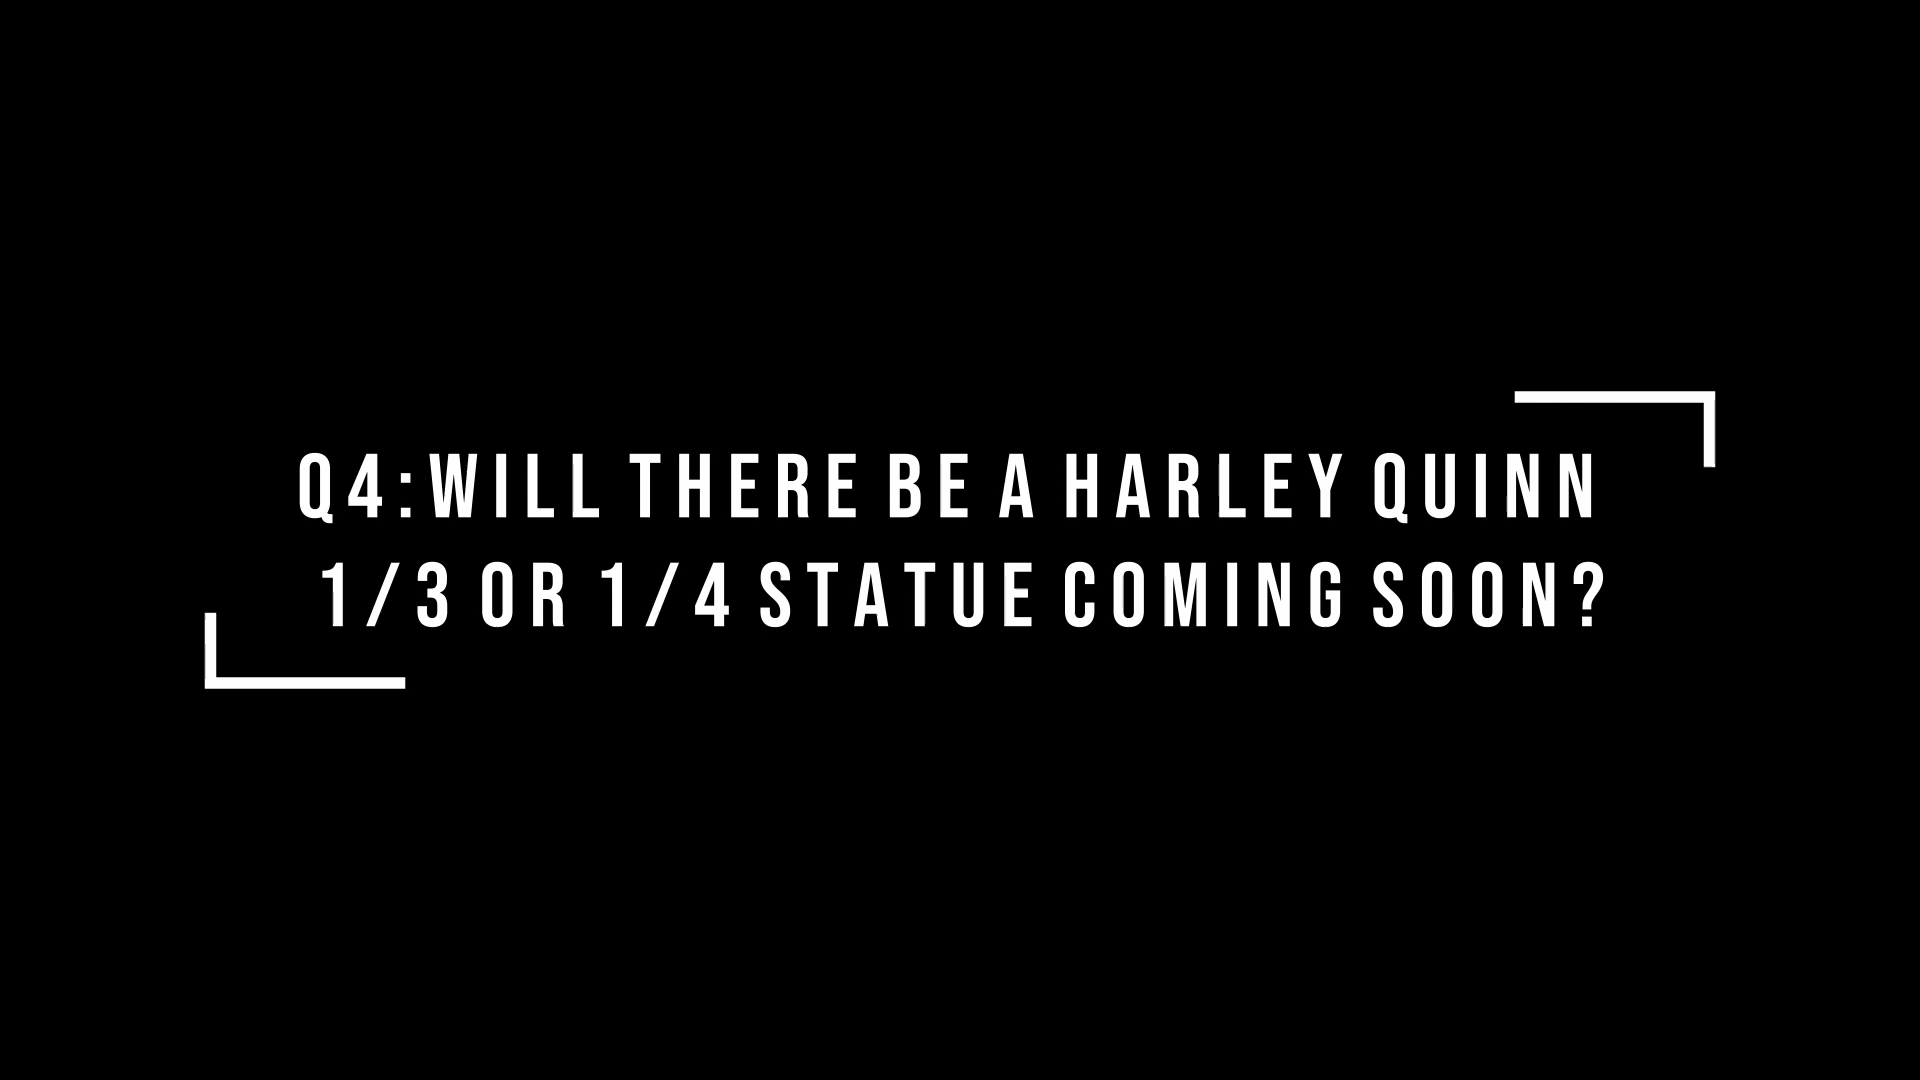 Q4:WILL THERE BE A HARLEY QUINN
1/3 OR 1/4 STATUE COMING SOON?